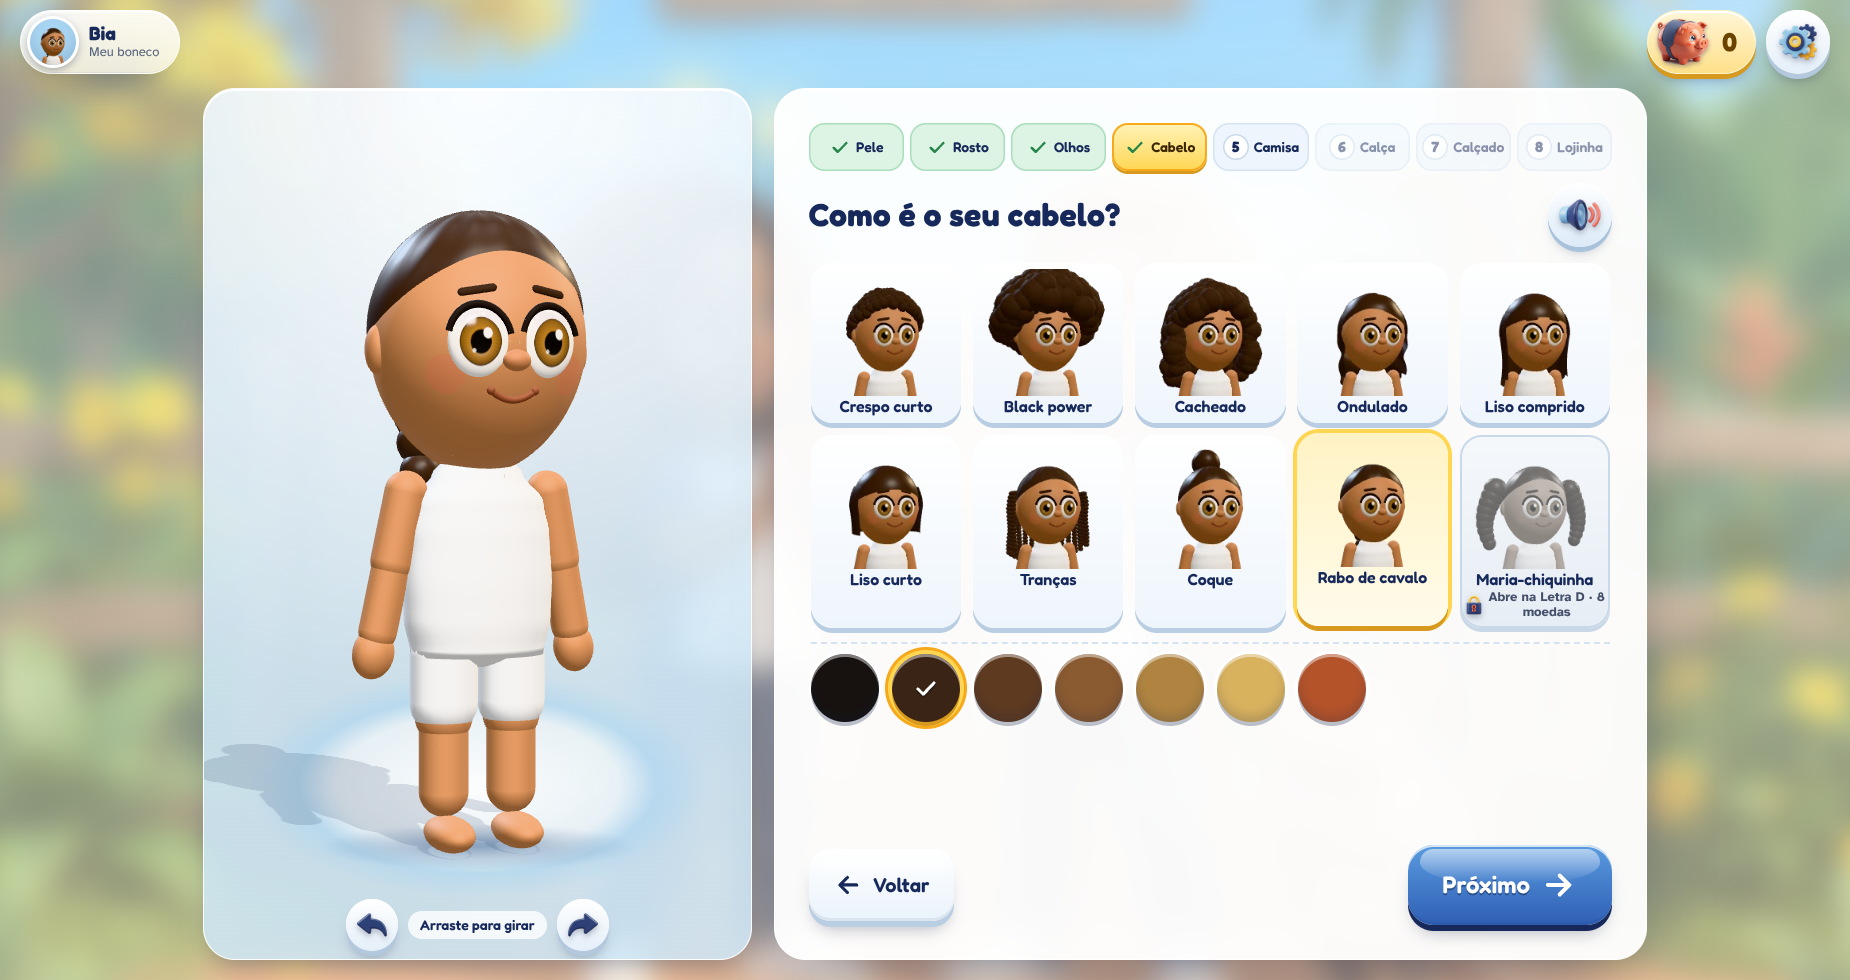 Bia
Meu boneco
0
Pele
Rosto
Olhos
Cabelo
5 Camisa
6 Calça
7 Calçado
8 Lojinha
Como é o seu cabelo?
Crespo curto
Black power
Cacheado
Ondulado
Liso comprido
Liso curto
Tranças
Coque
Rabo de cavalo
Maria-chiquinha
Abre na Letra D · 8
moedas
Voltar
Próximo
Arraste para girar